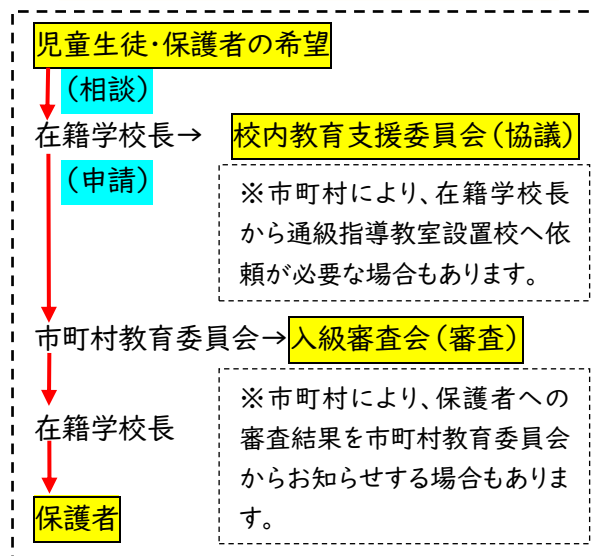 児童生徒・保護者の希望
(相談)
在籍学校長→ 校内教育支援委員会(協議)
(申請)
※市町村により、在籍学校長
から通級指導教室設置校へ依
頼が必要な場合もあります。
市町村教育委員会→入級審査会(審査)
※市町村により、保護者への
審査結果を市町村教育委員会
からお知らせする場合もありま
す。
在籍学校長
保護者